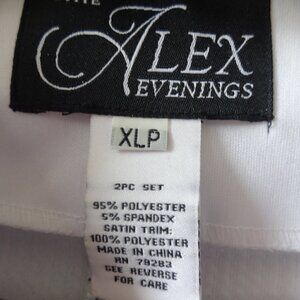 ALEX
EVENINGS
XLP
2PC SET
95% POLYESTER
5% SPANDEX
SATIN TRIM:
100% POLYESTER
MADE IN CHINA
RN 79283
SEE REVERSE
FOR CARE